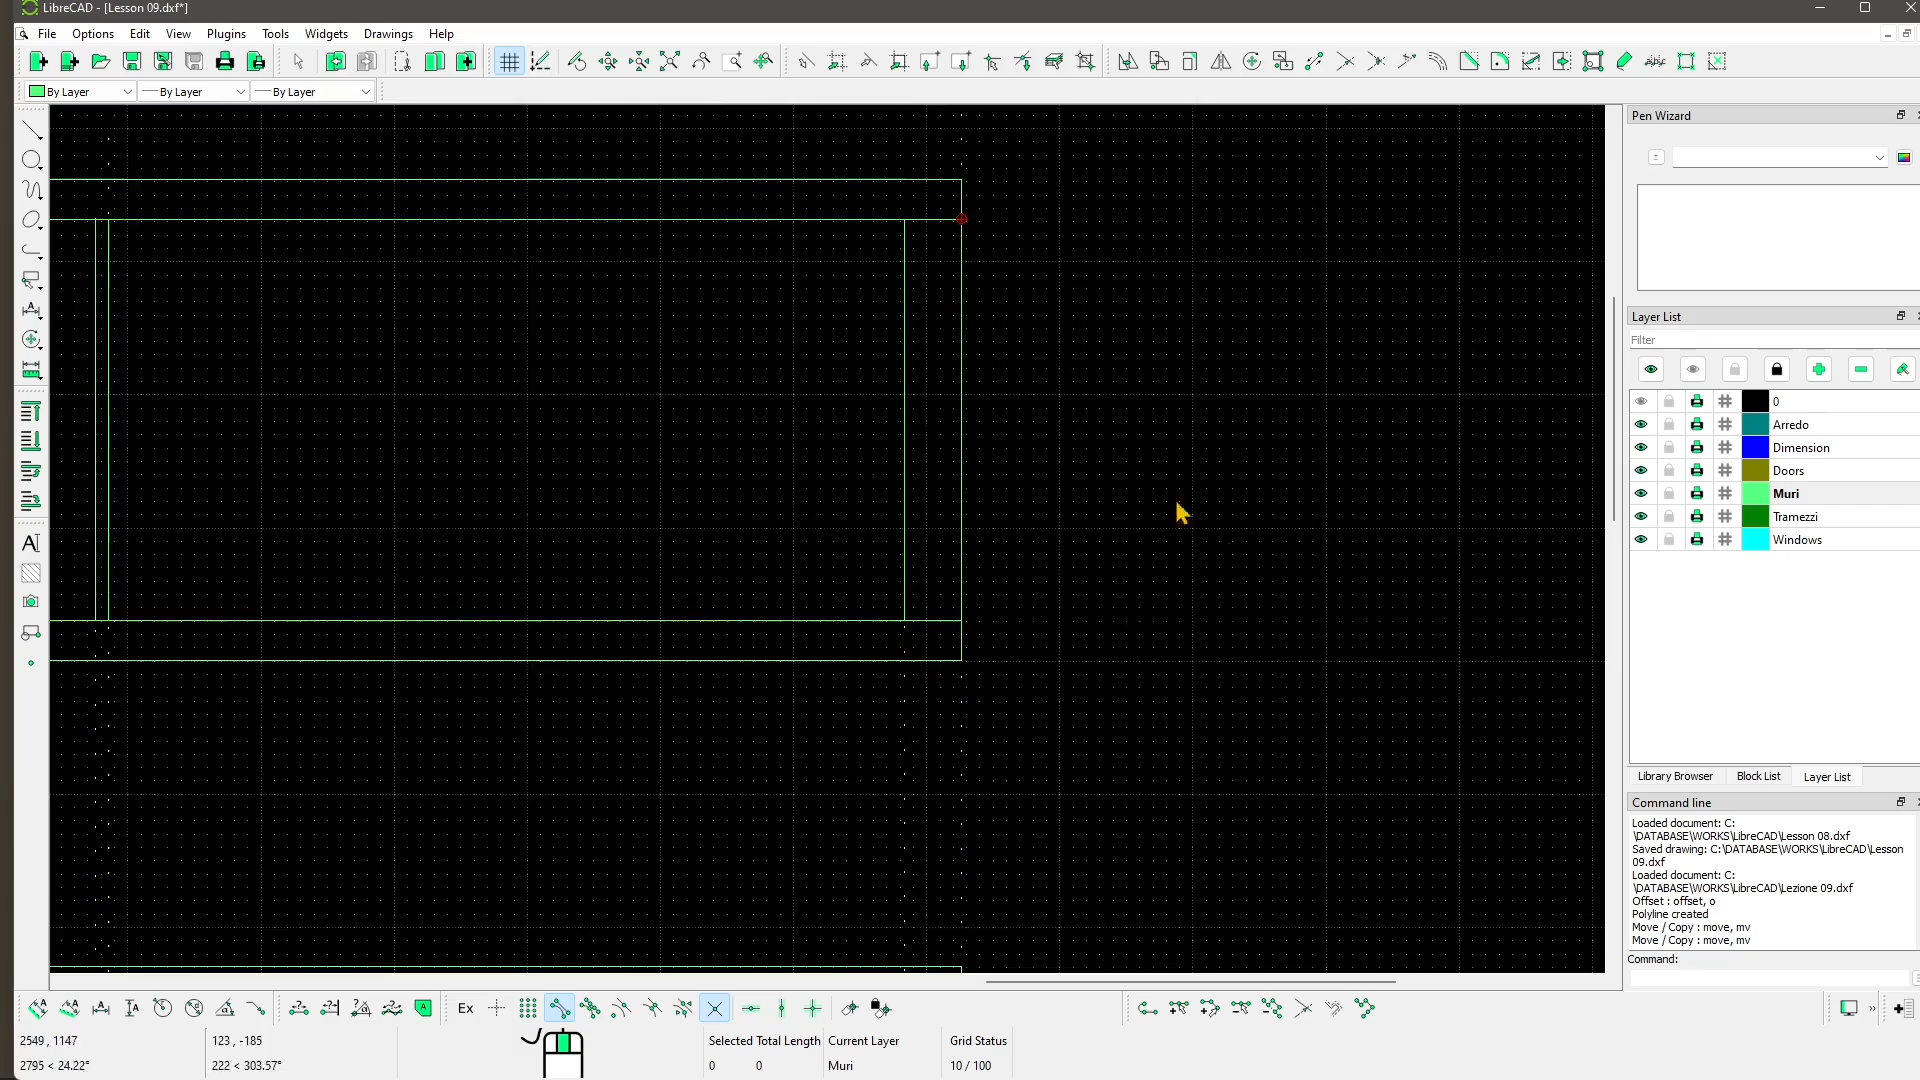 LibreCAD - [Lesson 09.dxf*]
File Options Edit View Plugins Tools Widgets Drawings Help
By Layer By Layer By Layer
Pen Wizard
Layer List
Filter
0
Arredo
Dimension
Doors
Muri
Tramezzi
Windows
Library Browser Block List Layer List
Command line
Loaded document: C:
\DATABASE\WORKS\LibreCAD\Lesson 08.dxf
Saved drawing: C:\DATABASE\WORKS\LibreCAD\Lesson
09.dxf
Loaded document: C:
\DATABASE\WORKS\LibreCAD\Lezione 09.dxf
Offset : offset, o
Polyline created
Move / Copy : move, mv
Move / Copy : move, mv
Command:
Ex
2549 , 1147 123 , -185 Selected Total Length Current Layer Grid Status
2795 < 24.22° 222 < 303.57° 0 0 Muri 10 / 100